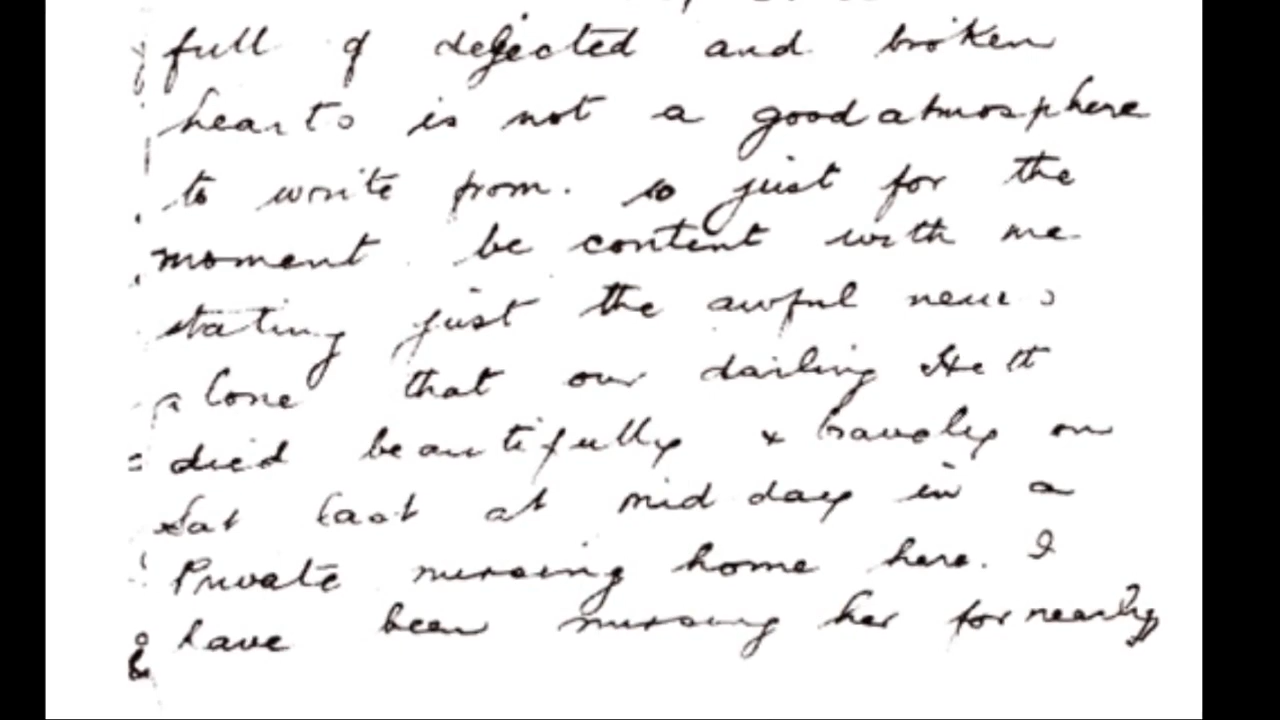 full of dejected and broken
hearts is not a good atmosphere
to write from. so just for the
moment be content with me
stating just the awful news
alone that our darling Hett
died beautifully & bravely on
Sat last at mid day in a
Private nursing home here. I
have been nursing her for nearly